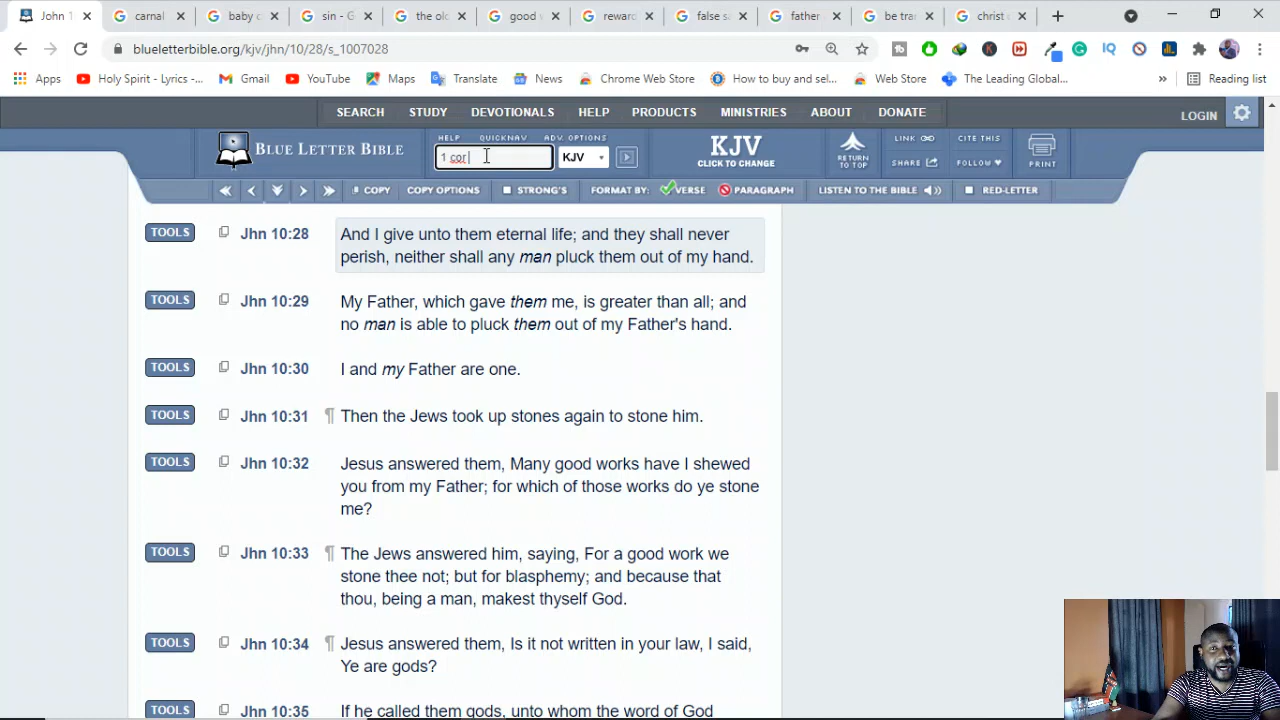 John 1
carnal
baby c
sin - G
the old
good v
reward
false sa
father
be tran
christ c
blueletterbible.org/kjv/jhn/10/28/s_1007028
Apps
Holy Spirit - Lyrics -...
Gmail
YouTube
Maps
Translate
News
Chrome Web Store
How to buy and sel...
Web Store
The Leading Global...
»
Reading list
SEARCH
STUDY
DEVOTIONALS
HELP
PRODUCTS
MINISTRIES
ABOUT
DONATE
LOGIN
BLUE LETTER BIBLE
HELP QUICKNAV ADV. OPTIONS
1 cor
KJV
KJV
CLICK TO CHANGE
RETURN
TO TOP
LINK
CITE THIS
SHARE
FOLLOW
PRINT
COPY
COPY OPTIONS
STRONG'S
FORMAT BY: VERSE PARAGRAPH
LISTEN TO THE BIBLE
RED-LETTER
TOOLS Jhn 10:28 And I give unto them eternal life; and they shall never
perish, neither shall any man pluck them out of my hand.
TOOLS Jhn 10:29 My Father, which gave them me, is greater than all; and
no man is able to pluck them out of my Father's hand.
TOOLS Jhn 10:30 I and my Father are one.
TOOLS Jhn 10:31 ¶ Then the Jews took up stones again to stone him.
TOOLS Jhn 10:32 Jesus answered them, Many good works have I shewed
you from my Father; for which of those works do ye stone
me?
TOOLS Jhn 10:33 ¶ The Jews answered him, saying, For a good work we
stone thee not; but for blasphemy; and because that
thou, being a man, makest thyself God.
TOOLS Jhn 10:34 ¶ Jesus answered them, Is it not written in your law, I said,
Ye are gods?
TOOLS Jhn 10:35 If he called them gods, unto whom the word of God